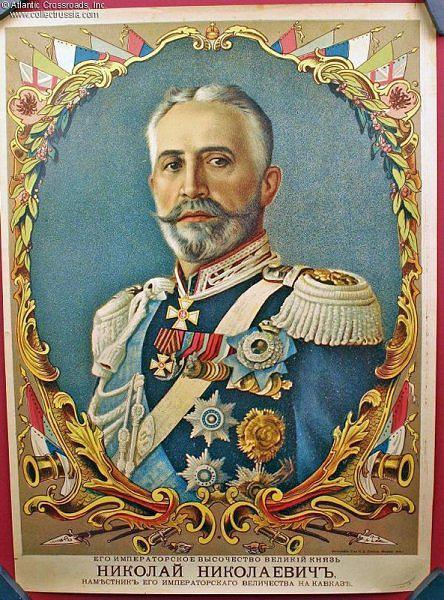 © Atlantic Crossroads, Inc
www.collectrussia.com
ЕГО ИМПЕРАТОРСКОЕ ВЫСОЧЕСТВО ВЕЛИКІЙ КНЯЗЬ
НИКОЛАЙ НИКОЛАЕВИЧЪ,
НАМѢСТНИКЪ ЕГО ИМПЕРАТОРСКАГО ВЕЛИЧЕСТВА НА КАВКАЗѢ.